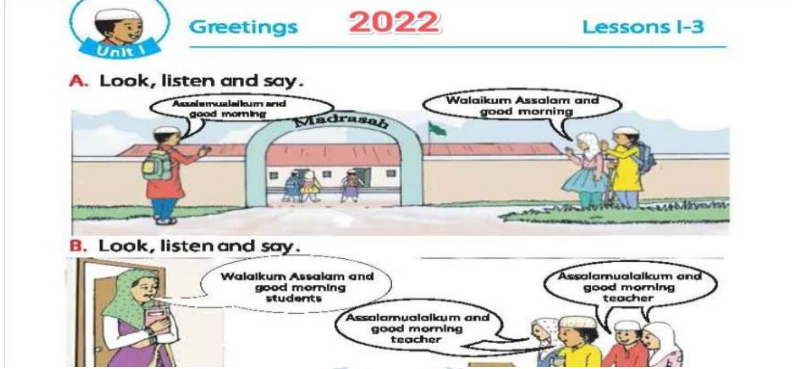 Unit 1
Greetings
2022
Lessons 1-3
A. Look, listen and say.
Assalamualaikum and
good morning
Madrasah
Walaikum Assalam and
good morning
B. Look, listen and say.
Walaikum Assalam and
good morning
students
Assalamualaikum and
good morning
teacher
Assalamualaikum and
good morning
teacher